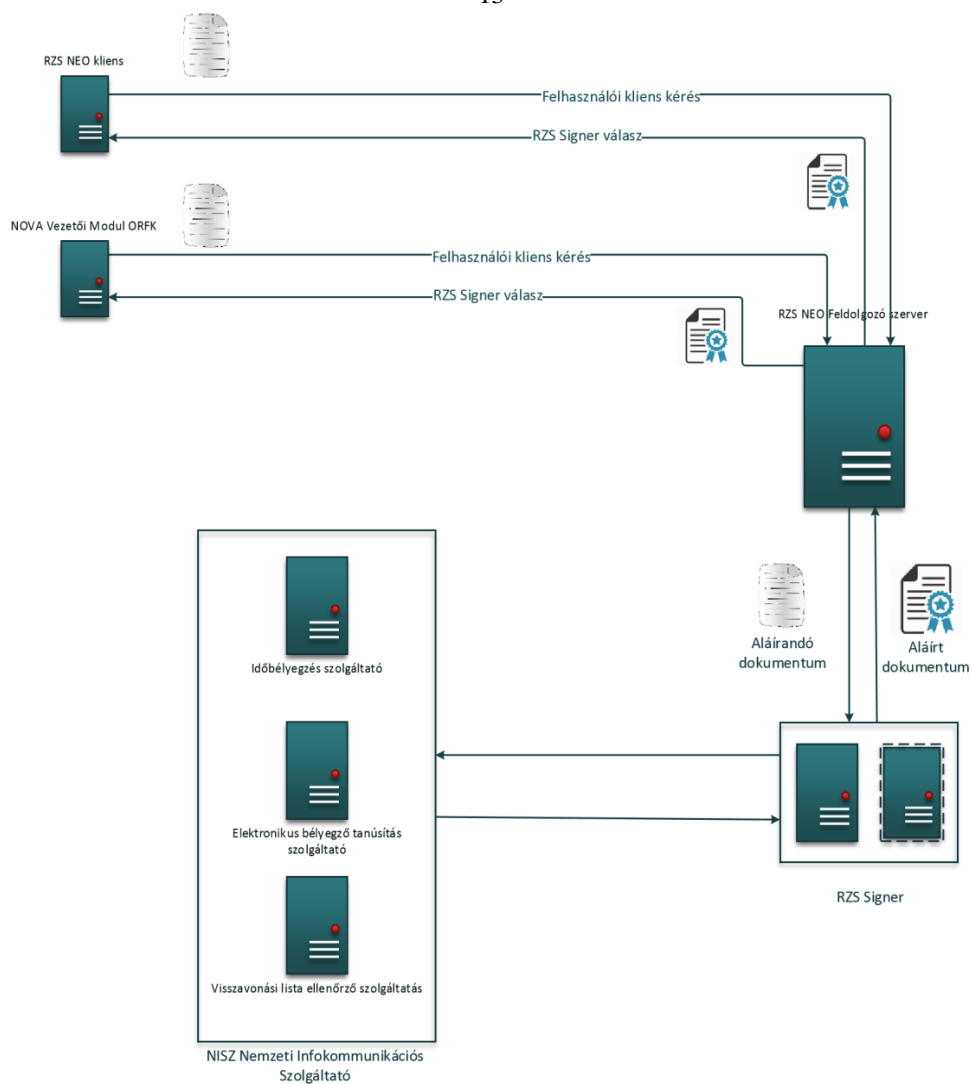 RZS NEO kliens
Felhasználói kliens kérés
RZS Signer válasz
NOVA Vezetői Modul ORFK
Felhasználói kliens kérés
RZS Signer válasz
RZS NEO Feldolgozó szerver
Időbélyegzés szolgáltató
Aláírandó
dokumentum
Aláírt
dokumentum
Elektronikus bélyegző tanúsítás
szolgáltató
RZS Signer
Visszavonási lista ellenőrző szolgáltatás
NISZ Nemzeti Infokommunikációs
Szolgáltató